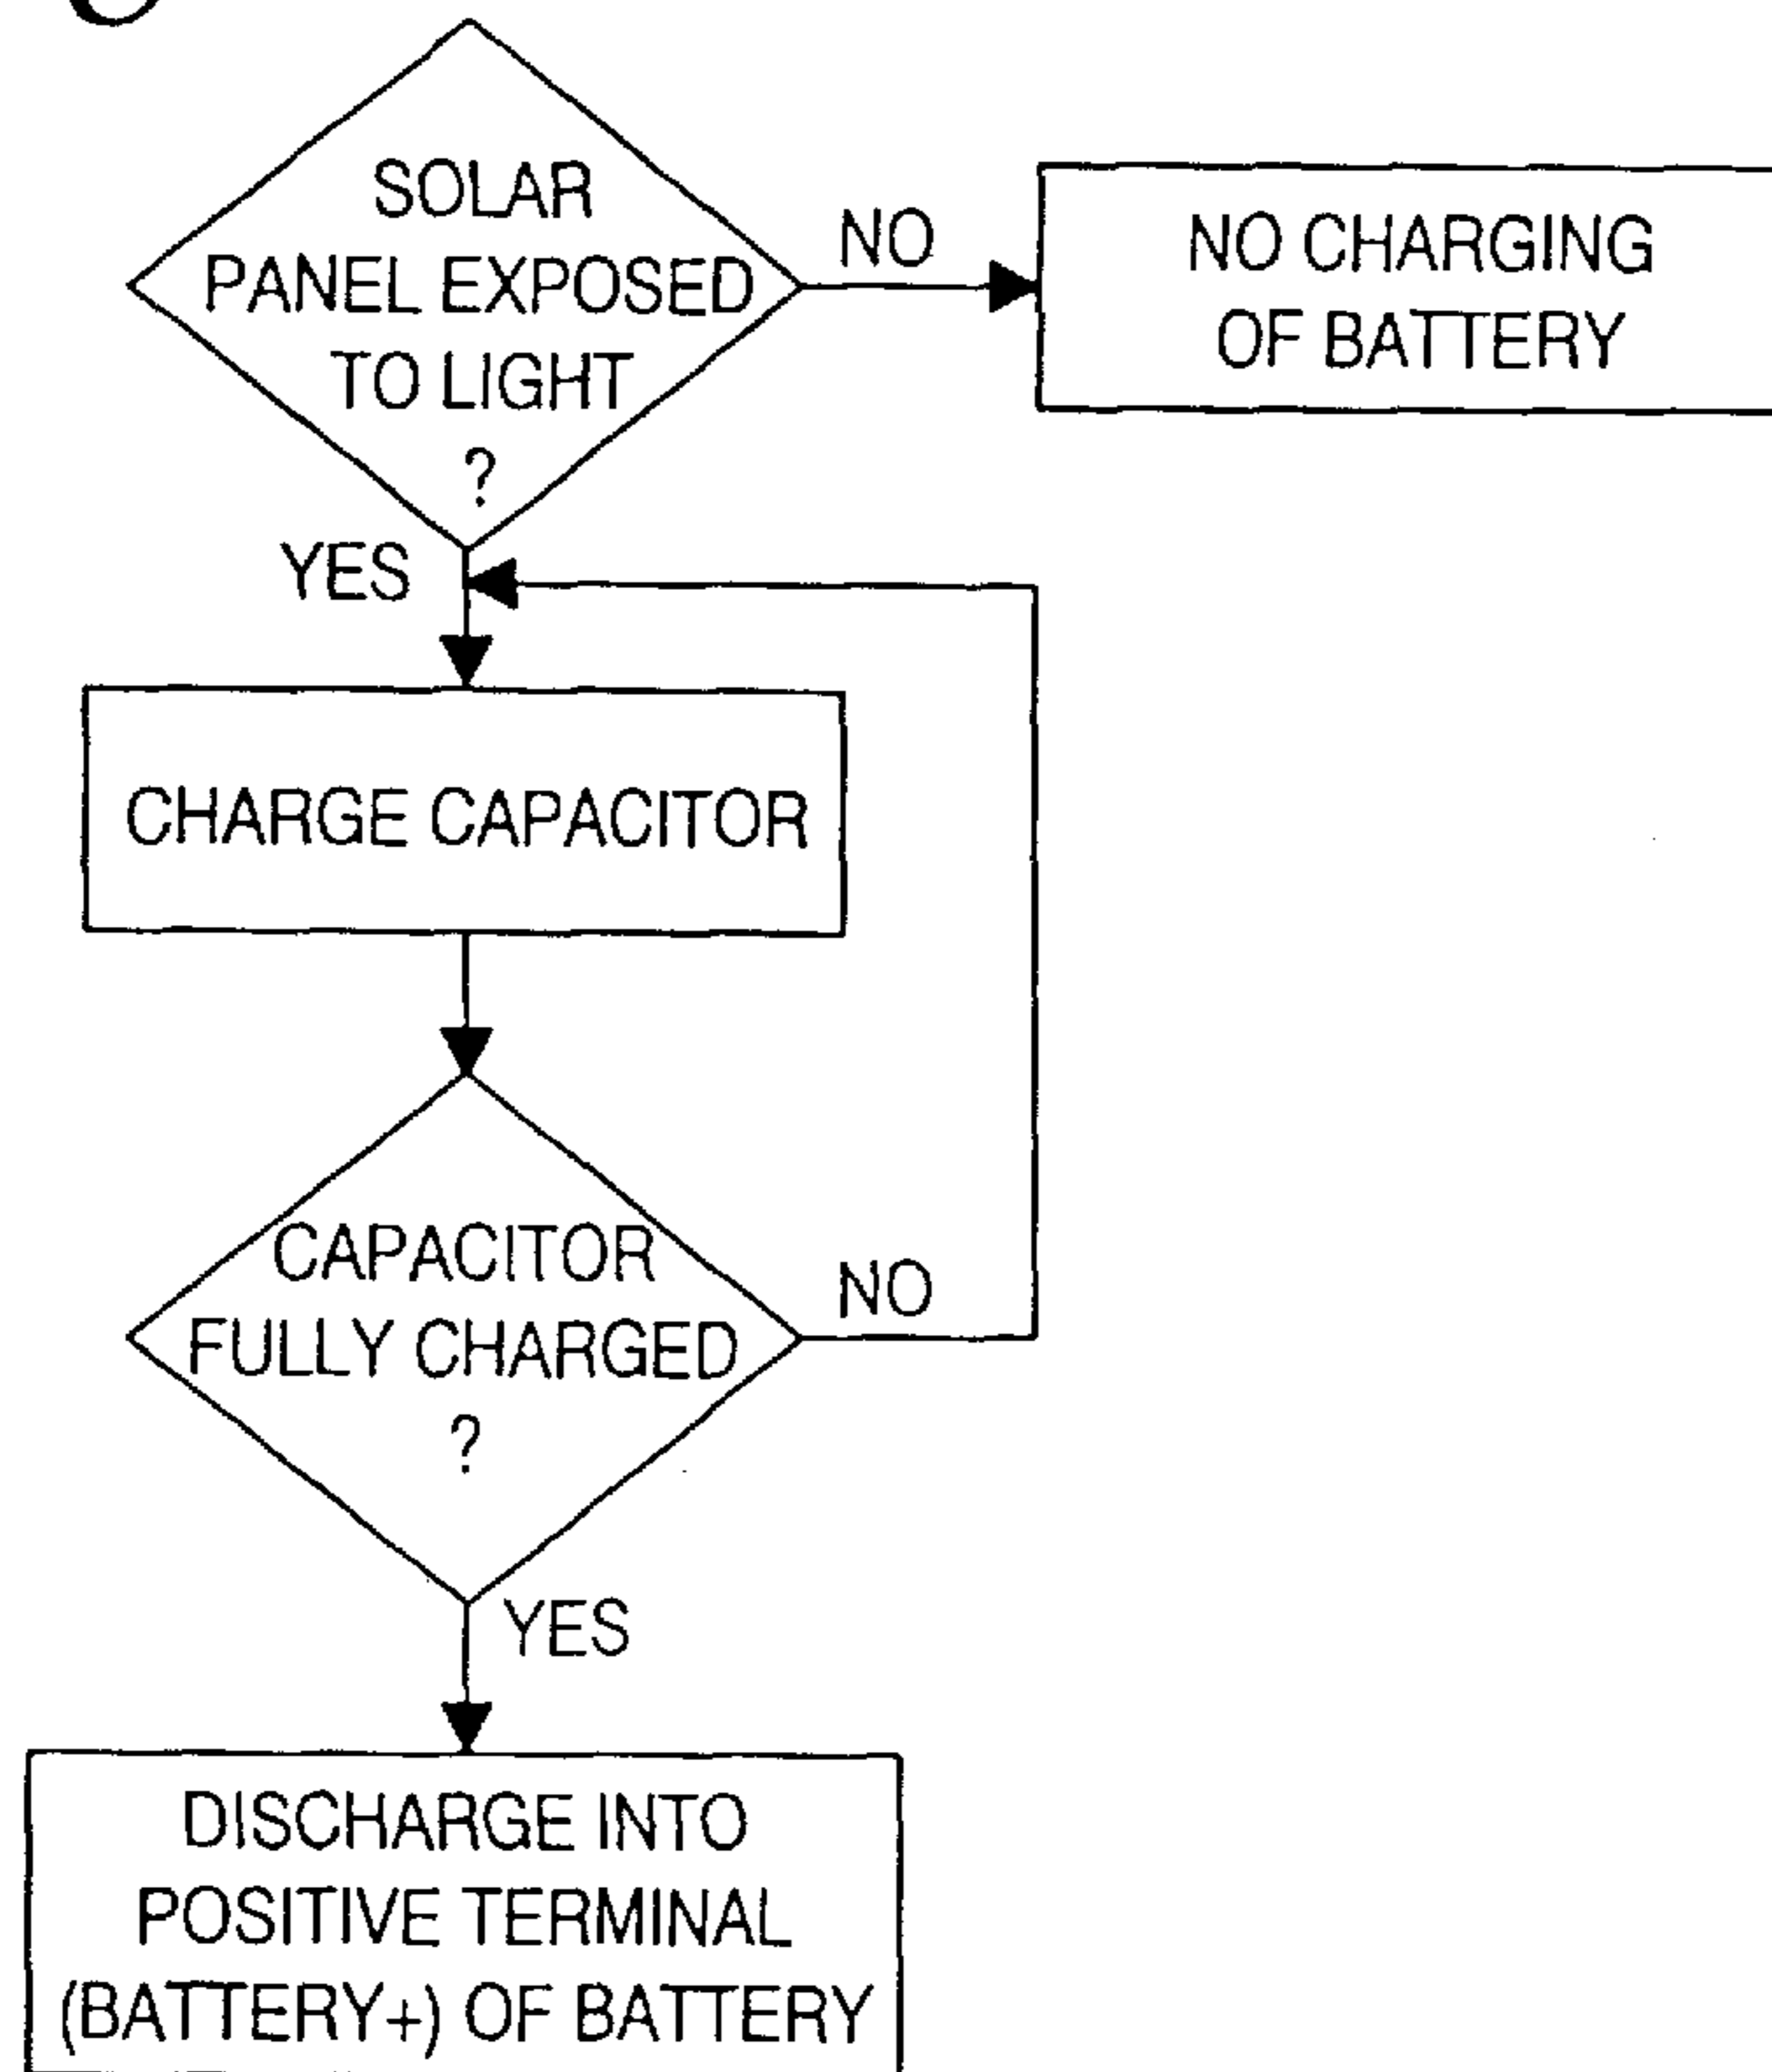 SOLAR
PANEL EXPOSED
TO LIGHT
?
NO
NO CHARGING
OF BATTERY
YES
CHARGE CAPACITOR
CAPACITOR
FULLY CHARGED
?
NO
YES
DISCHARGE INTO
POSITIVE TERMINAL
(BATTERY+) OF BATTERY